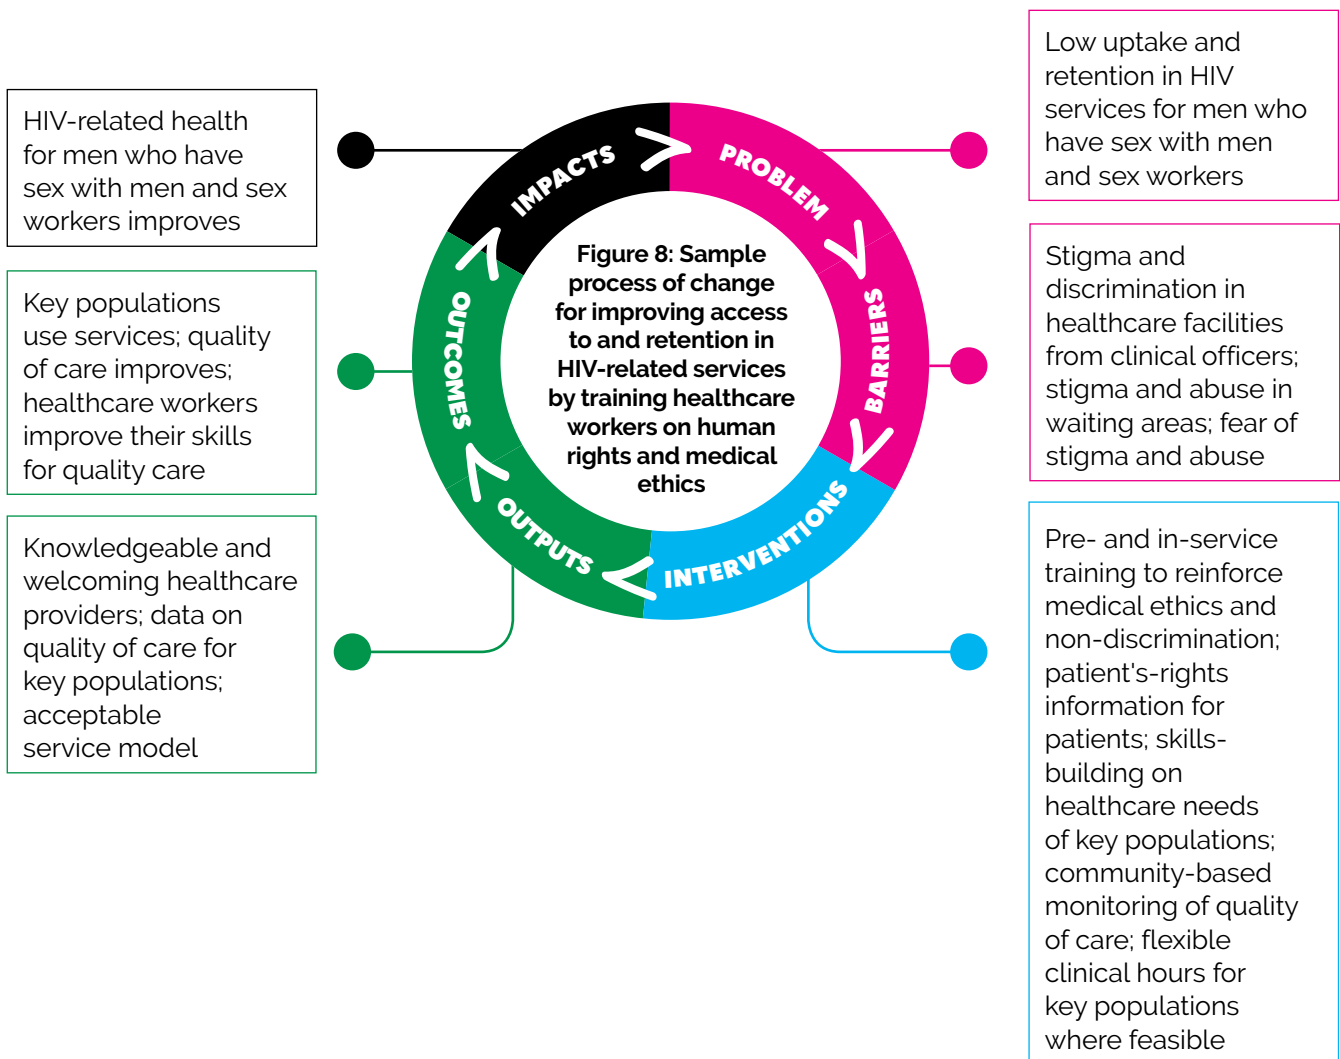 HIV-related health
for men who have
sex with men and sex
workers improves
Key populations
use services; quality
of care improves;
healthcare workers
improve their skills
for quality care
Knowledgeable and
welcoming healthcare
providers; data on
quality of care for
key populations;
acceptable
service model
IMPACTS
PROBLEM
BARRIERS
INTERVENTIONS
OUTPUTS
OUTCOMES
Figure 8: Sample
process of change
for improving access
to and retention in
HIV-related services
by training healthcare
workers on human
rights and medical
ethics
Low uptake and
retention in HIV
services for men who
have sex with men
and sex workers
Stigma and
discrimination in
healthcare facilities
from clinical officers;
stigma and abuse in
waiting areas; fear of
stigma and abuse
Pre- and in-service
training to reinforce
medical ethics and
non-discrimination;
patient's-rights
information for
patients; skills-
building on
healthcare needs
of key populations;
community-based
monitoring of quality
of care; flexible
clinical hours for
key populations
where feasible